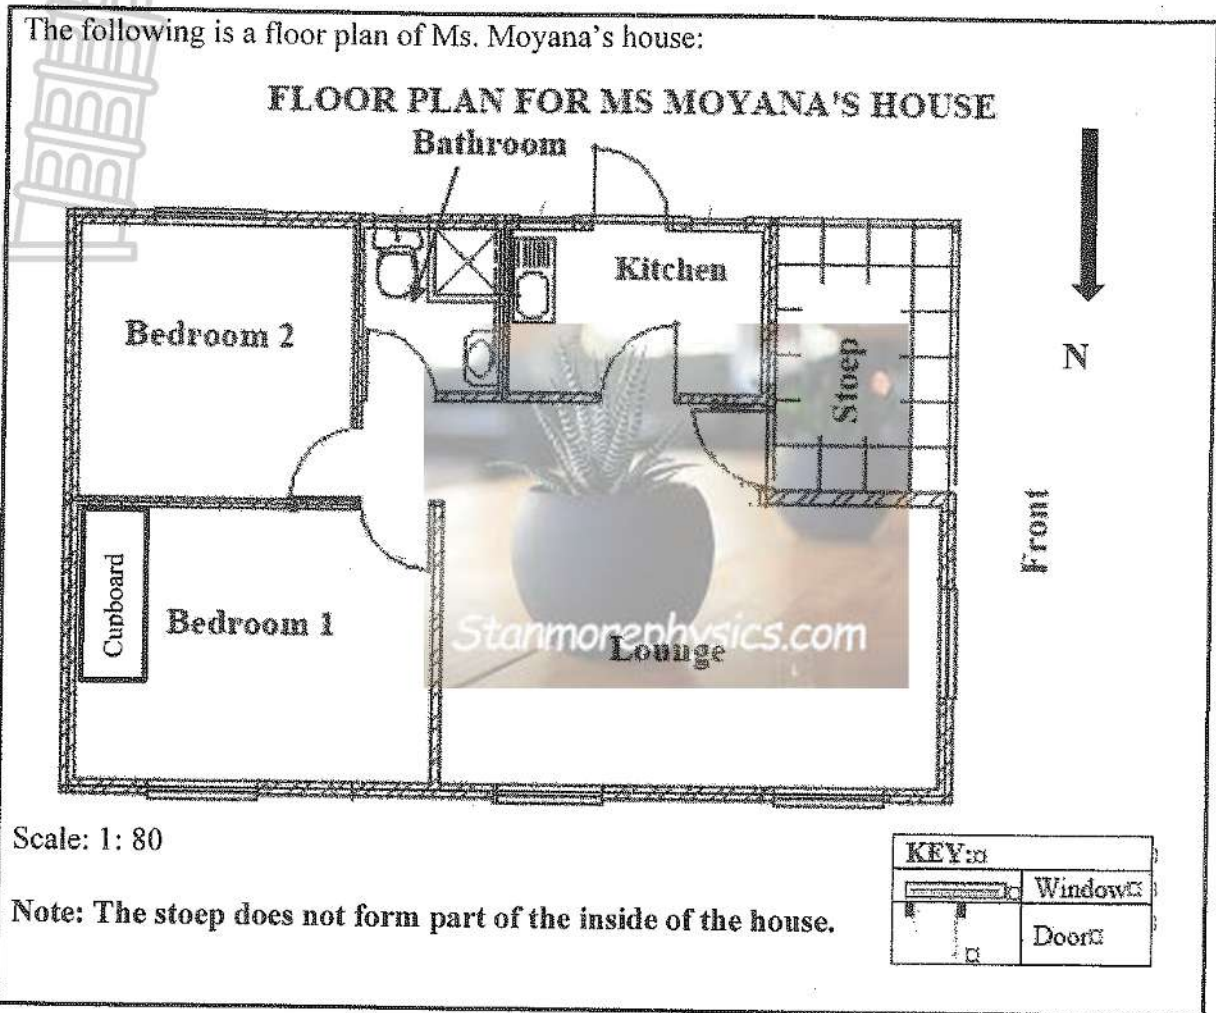 The following is a floor plan of Ms. Moyana's house:
FLOOR PLAN FOR MS MOYANA'S HOUSE
Bathroom
Kitchen
Bedroom 2
Stoep
N
Front
Cupboard
Bedroom 1
Stanmorephysics.com
Lounge
Scale: 1: 80
KEY:¤
Window¤
Door¤
Note: The stoep does not form part of the inside of the house.